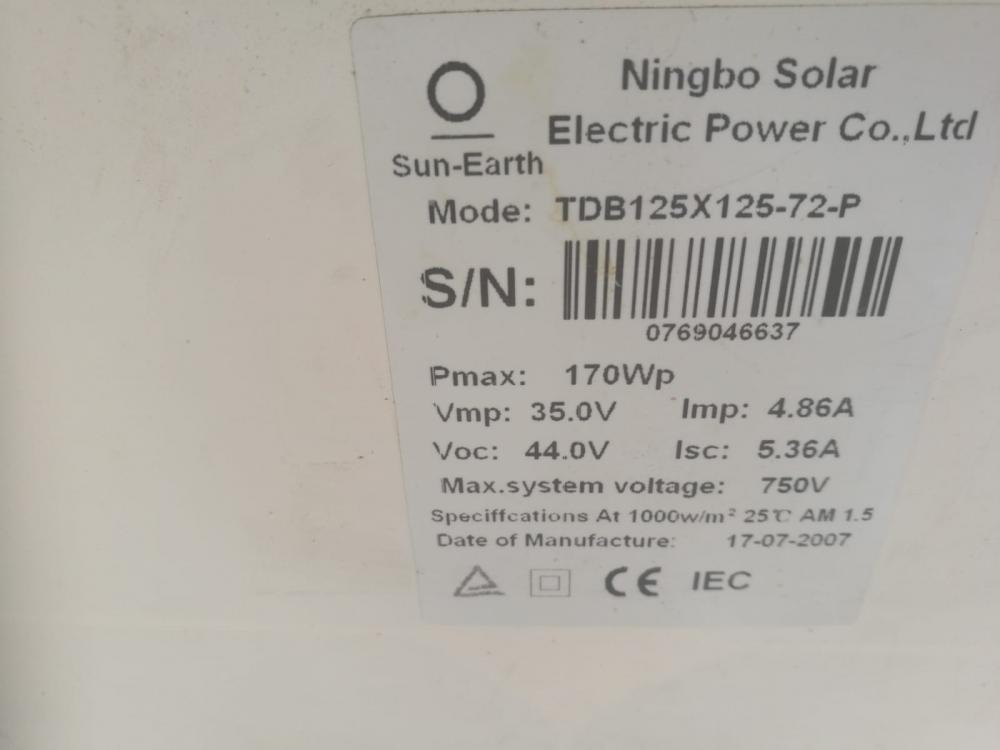 Ningbo Solar
Electric Power Co.,Ltd
Sun-Earth
Mode: TDB125X125-72-P
S/N:
0769046637
Pmax: 170Wp
Vmp: 35.0V Imp: 4.86A
Voc: 44.0V Isc: 5.36A
Max.system voltage: 750V
Speciffcations At 1000w/m² 25℃ AM 1.5
Date of Manufacture: 17-07-2007
CE IEC